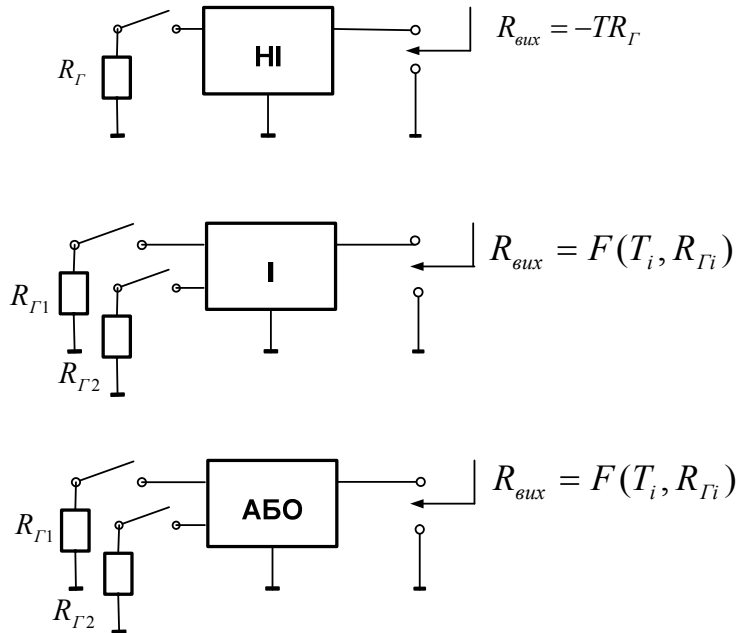 R_Г
НІ
R_вих = −TR_Г
R_Г1
R_Г2
І
R_вих = F(T_i, R_Гi)
R_Г1
R_Г2
АБО
R_вих = F(T_i, R_Гi)